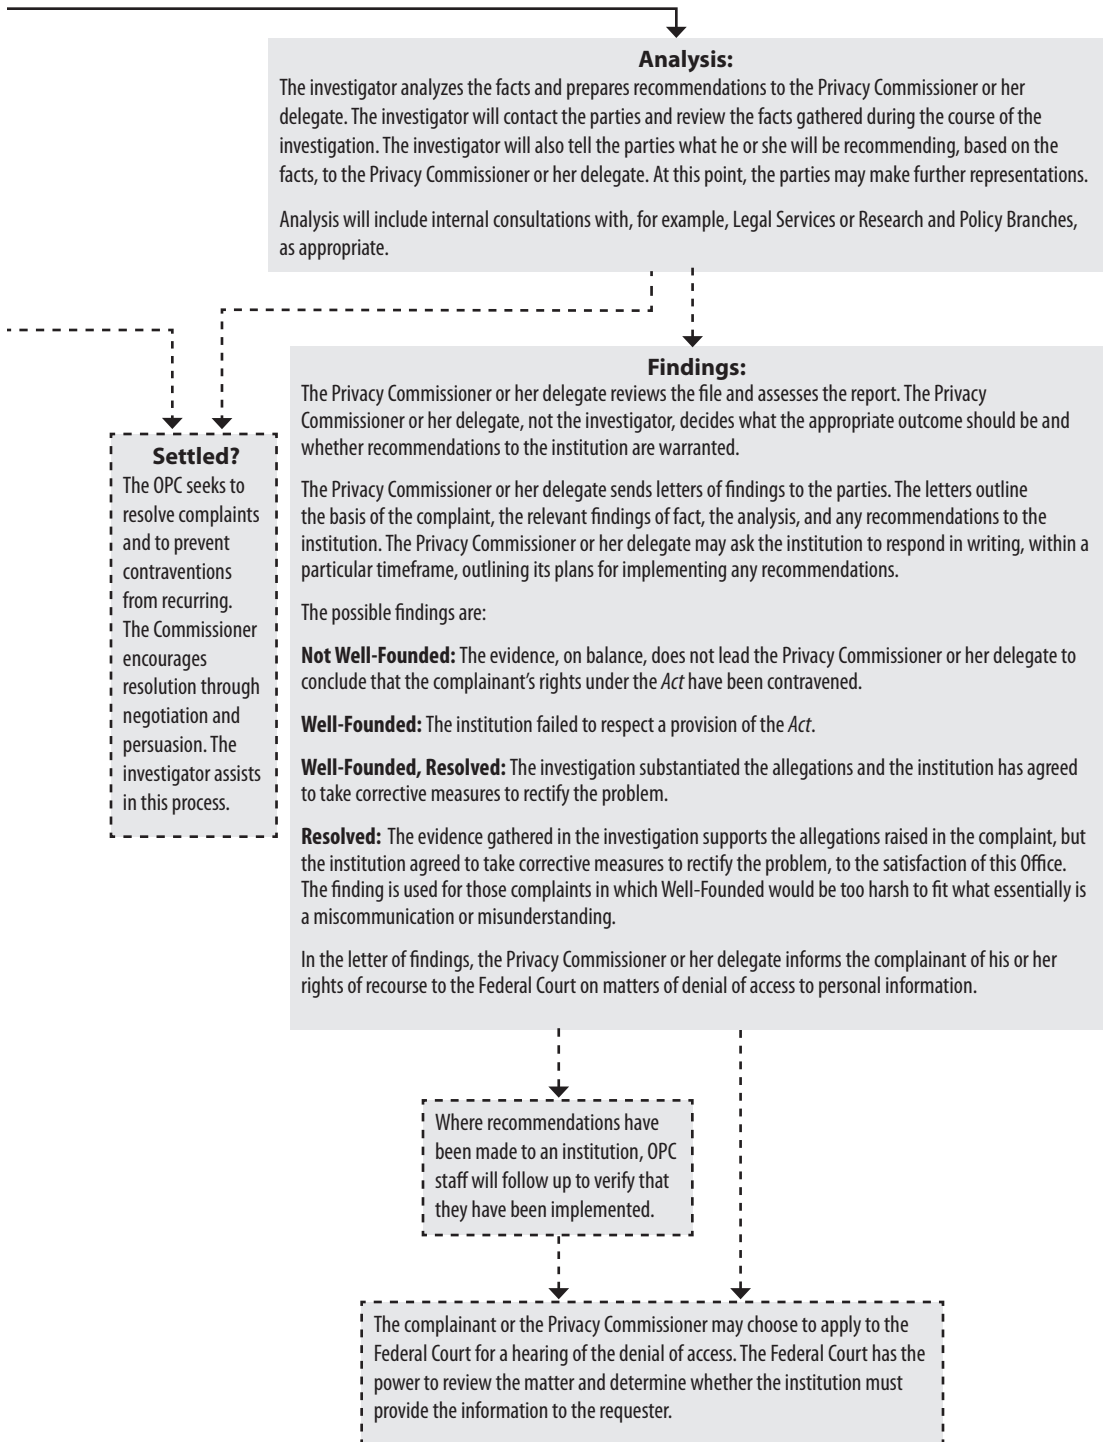 Analysis:
The investigator analyzes the facts and prepares recommendations to the Privacy Commissioner or her
delegate. The investigator will contact the parties and review the facts gathered during the course of the
investigation. The investigator will also tell the parties what he or she will be recommending, based on the
facts, to the Privacy Commissioner or her delegate. At this point, the parties may make further representations.
Analysis will include internal consultations with, for example, Legal Services or Research and Policy Branches,
as appropriate.
Settled?
The OPC seeks to
resolve complaints
and to prevent
contraventions
from recurring.
The Commissioner
encourages
resolution through
negotiation and
persuasion. The
investigator assists
in this process.
Findings:
The Privacy Commissioner or her delegate reviews the file and assesses the report. The Privacy
Commissioner or her delegate, not the investigator, decides what the appropriate outcome should be and
whether recommendations to the institution are warranted.
The Privacy Commissioner or her delegate sends letters of findings to the parties. The letters outline
the basis of the complaint, the relevant findings of fact, the analysis, and any recommendations to the
institution. The Privacy Commissioner or her delegate may ask the institution to respond in writing, within a
particular timeframe, outlining its plans for implementing any recommendations.
The possible findings are:
Not Well-Founded: The evidence, on balance, does not lead the Privacy Commissioner or her delegate to
conclude that the complainant's rights under the Act have been contravened.
Well-Founded: The institution failed to respect a provision of the Act.
Well-Founded, Resolved: The investigation substantiated the allegations and the institution has agreed
to take corrective measures to rectify the problem.
Resolved: The evidence gathered in the investigation supports the allegations raised in the complaint, but
the institution agreed to take corrective measures to rectify the problem, to the satisfaction of this Office.
The finding is used for those complaints in which Well-Founded would be too harsh to fit what essentially is
a miscommunication or misunderstanding.
In the letter of findings, the Privacy Commissioner or her delegate informs the complainant of his or her
rights of recourse to the Federal Court on matters of denial of access to personal information.
Where recommendations have
been made to an institution, OPC
staff will follow up to verify that
they have been implemented.
The complainant or the Privacy Commissioner may choose to apply to the
Federal Court for a hearing of the denial of access. The Federal Court has the
power to review the matter and determine whether the institution must
provide the information to the requester.